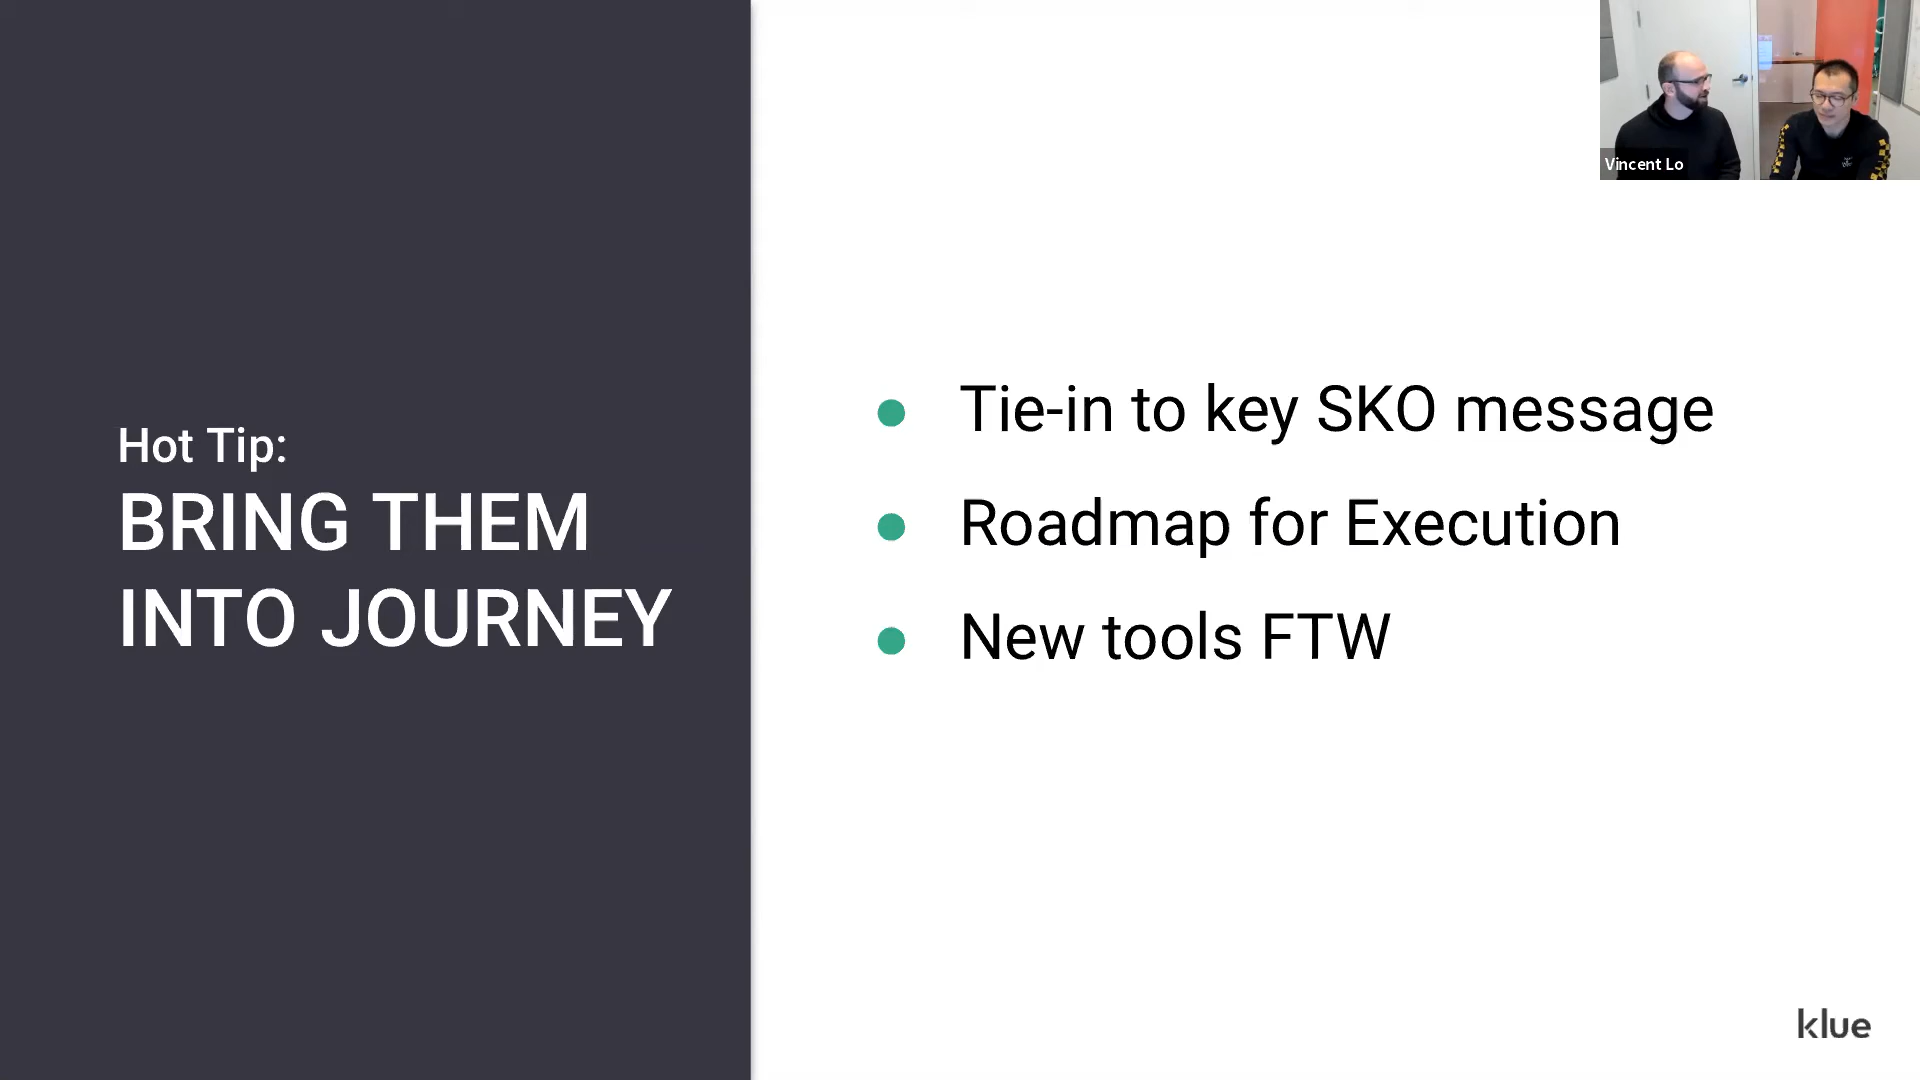 Vincent Lo
Hot Tip:
BRING THEM
INTO JOURNEY
Tie-in to key SKO message
Roadmap for Execution
New tools FTW
klue